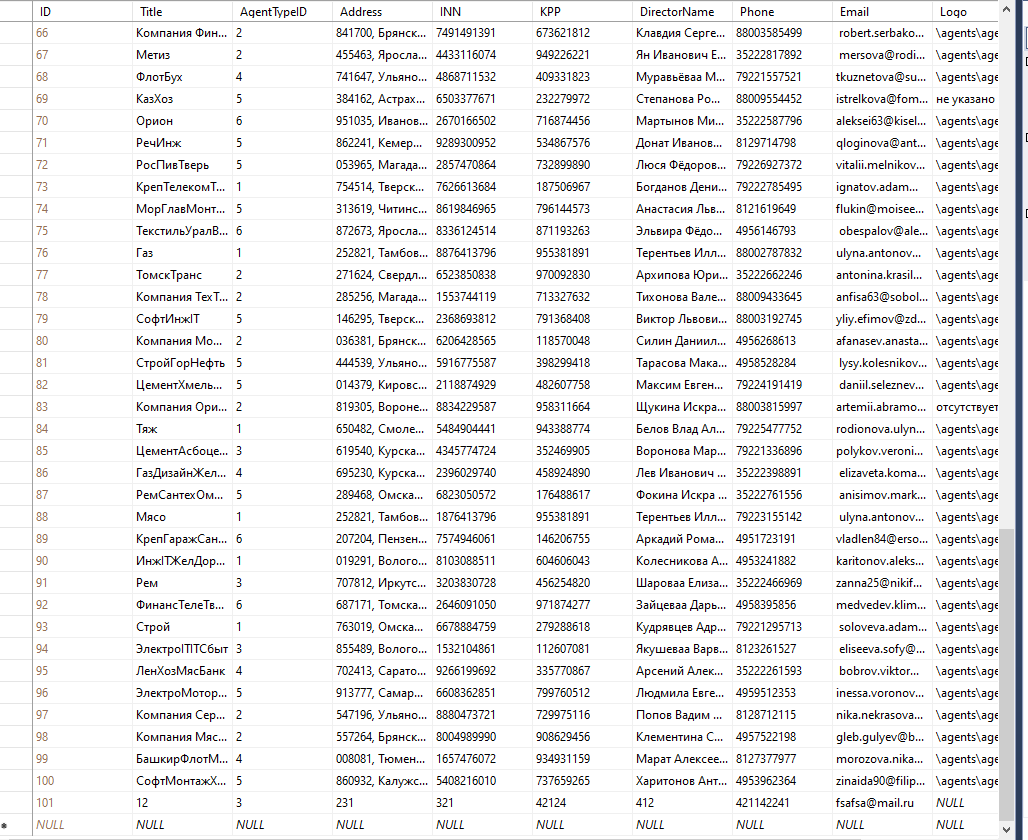 ID Title AgentTypeID Address INN KPP DirectorName Phone Email Logo
66 Компания Фин... 2 841700, Брянск... 7491491391 673621812 Клавдия Серге... 88003585499 robert.serbako... \agents\age
67 Метиз 2 455463, Яросла... 4433116074 949226221 Ян Иванович Е... 35222817892 mersova@rodi... \agents\age
68 ФлотБух 4 741647, Ульяно... 4868711532 409331823 Муравьёваа М... 79221557521 tkuznetova@su... \agents\age
69 КазХоз 5 384162, Астрах... 6503377671 232279972 Степанова Ро... 88009554452 istrelkova@fom... не указано
70 Орион 6 951035, Иванов... 2670166502 716874456 Мартынов Ми... 35222587796 aleksei63@kisel... \agents\age
71 РечИнж 5 862241, Кемер... 9289300952 534867576 Донат Иванов... 8129714798 qloginova@ant... \agents\age
72 РосПивТверь 5 053965, Магада... 2857470864 732899890 Люся Фёдоров... 79226927372 vitalii.melnikov... \agents\age
73 КрепТелекомТ... 1 754514, Тверск... 7626613684 187506967 Богданов Дени... 79222785495 ignatov.adam... \agents\age
74 МорГлавМонт... 5 313619, Читинс... 8619846965 796144573 Анастасия Льв... 8121619649 flukin@moisee... \agents\age
75 ТекстильУралВ... 6 872673, Яросла... 8336124514 871193263 Эльвира Фёдо... 4956146793 obespalov@ale... \agents\age
76 Газ 1 252821, Тамбов... 8876413796 955381891 Терентьев Илл... 88002787832 ulyna.antonov... \agents\age
77 ТомскТранс 2 271624, Свердл... 6523850838 970092830 Архипова Юри... 35222662246 antonina.krasil... \agents\age
78 Компания ТехТ... 2 285256, Магада... 1553744119 713327632 Тихонова Вале... 88009433645 anfisa63@sobol... \agents\age
79 СофтИнжIT 5 146295, Тверск... 2368693812 791368408 Виктор Львови... 88003192745 yliy.efimov@zd... \agents\age
80 Компания Мо... 2 036381, Брянск... 6206428565 118570048 Силин Даниил... 4956268613 afanasev.anasta... \agents\age
81 СтройГорНефть 5 444539, Ульяно... 5916775587 398299418 Тарасова Мака... 4958528284 lysy.kolesnikov... \agents\age
82 ЦементХмель... 5 014379, Кировс... 2118874929 482607758 Максим Евген... 79224191419 daniil.seleznev... \agents\age
83 Компания Ори... 2 819305, Вороне... 8834229587 958311664 Щукина Искра... 88003815997 artemii.abramo... отсутствует
84 Тяж 1 650482, Смоле... 5484904441 943388774 Белов Влад Ал... 79225477752 rodionova.ulyn... \agents\age
85 ЦементАсбоце... 3 619540, Курска... 4345774724 352469905 Воронова Мар... 79221336896 polykov.veroni... \agents\age
86 ГазДизайнЖел... 4 695230, Курска... 2396029740 458924890 Лев Иванович ... 35222398891 elizaveta.koma... \agents\age
87 РемСантехОм... 5 289468, Омска... 6823050572 176488617 Фокина Искра ... 35222761556 anisimov.mark... \agents\age
88 Мясо 1 252821, Тамбов... 1876413796 955381891 Терентьев Илл... 79223155142 ulyna.antonov... \agents\age
89 КрепГаражСан... 6 207204, Пензен... 7574946061 146206755 Аркадий Рома... 4951723191 vladlen84@erso... \agents\age
90 ИнжITЖелДор... 1 019291, Волого... 8103088511 604606043 Колесникова А... 4953241882 karitonov.aleks... \agents\age
91 Рем 3 707812, Иркутс... 3203830728 456254820 Шароваа Елиза... 35222466969 zanna25@nikif... \agents\age
92 ФинансТелеТв... 6 687171, Томска... 2646091050 971874277 Зайцеваа Дарь... 4958395856 medvedev.klim... \agents\age
93 Строй 1 763019, Омска... 6678884759 279288618 Кудрявцев Адр... 79221295713 soloveva.adam... \agents\age
94 ЭлектроITITСбыт 3 855489, Волого... 1532104861 112607081 Якушеваа Варв... 8123261527 eliseeva.sofy@... \agents\age
95 ЛенХозМясБанк 4 702413, Сарато... 9266199692 335770867 Арсений Алек... 35222261593 bobrov.viktor... \agents\age
96 ЭлектроМотор... 5 913777, Самар... 6608362851 799760512 Людмила Евге... 4959512353 inessa.voronov... \agents\age
97 Компания Сер... 2 547196, Ульяно... 8880473721 729975116 Попов Вадим ... 8128712115 nika.nekrasova... \agents\age
98 Компания Мяс... 2 557264, Брянск... 8004989990 908629456 Клементина С... 4957522198 gleb.gulyev@b... \agents\age
99 БашкирФлотМ... 4 008081, Тюмен... 1657476072 934931159 Марат Алексее... 8127377977 morozova.nika... \agents\age
100 СофтМонтажХ... 5 860932, Калужс... 5408216010 737659265 Харитонов Ант... 4953962364 zinaida90@filip... \agents\age
101 12 3 231 321 42124 412 421142241 fsafsa@mail.ru NULL
NULL NULL NULL NULL NULL NULL NULL NULL NULL NULL